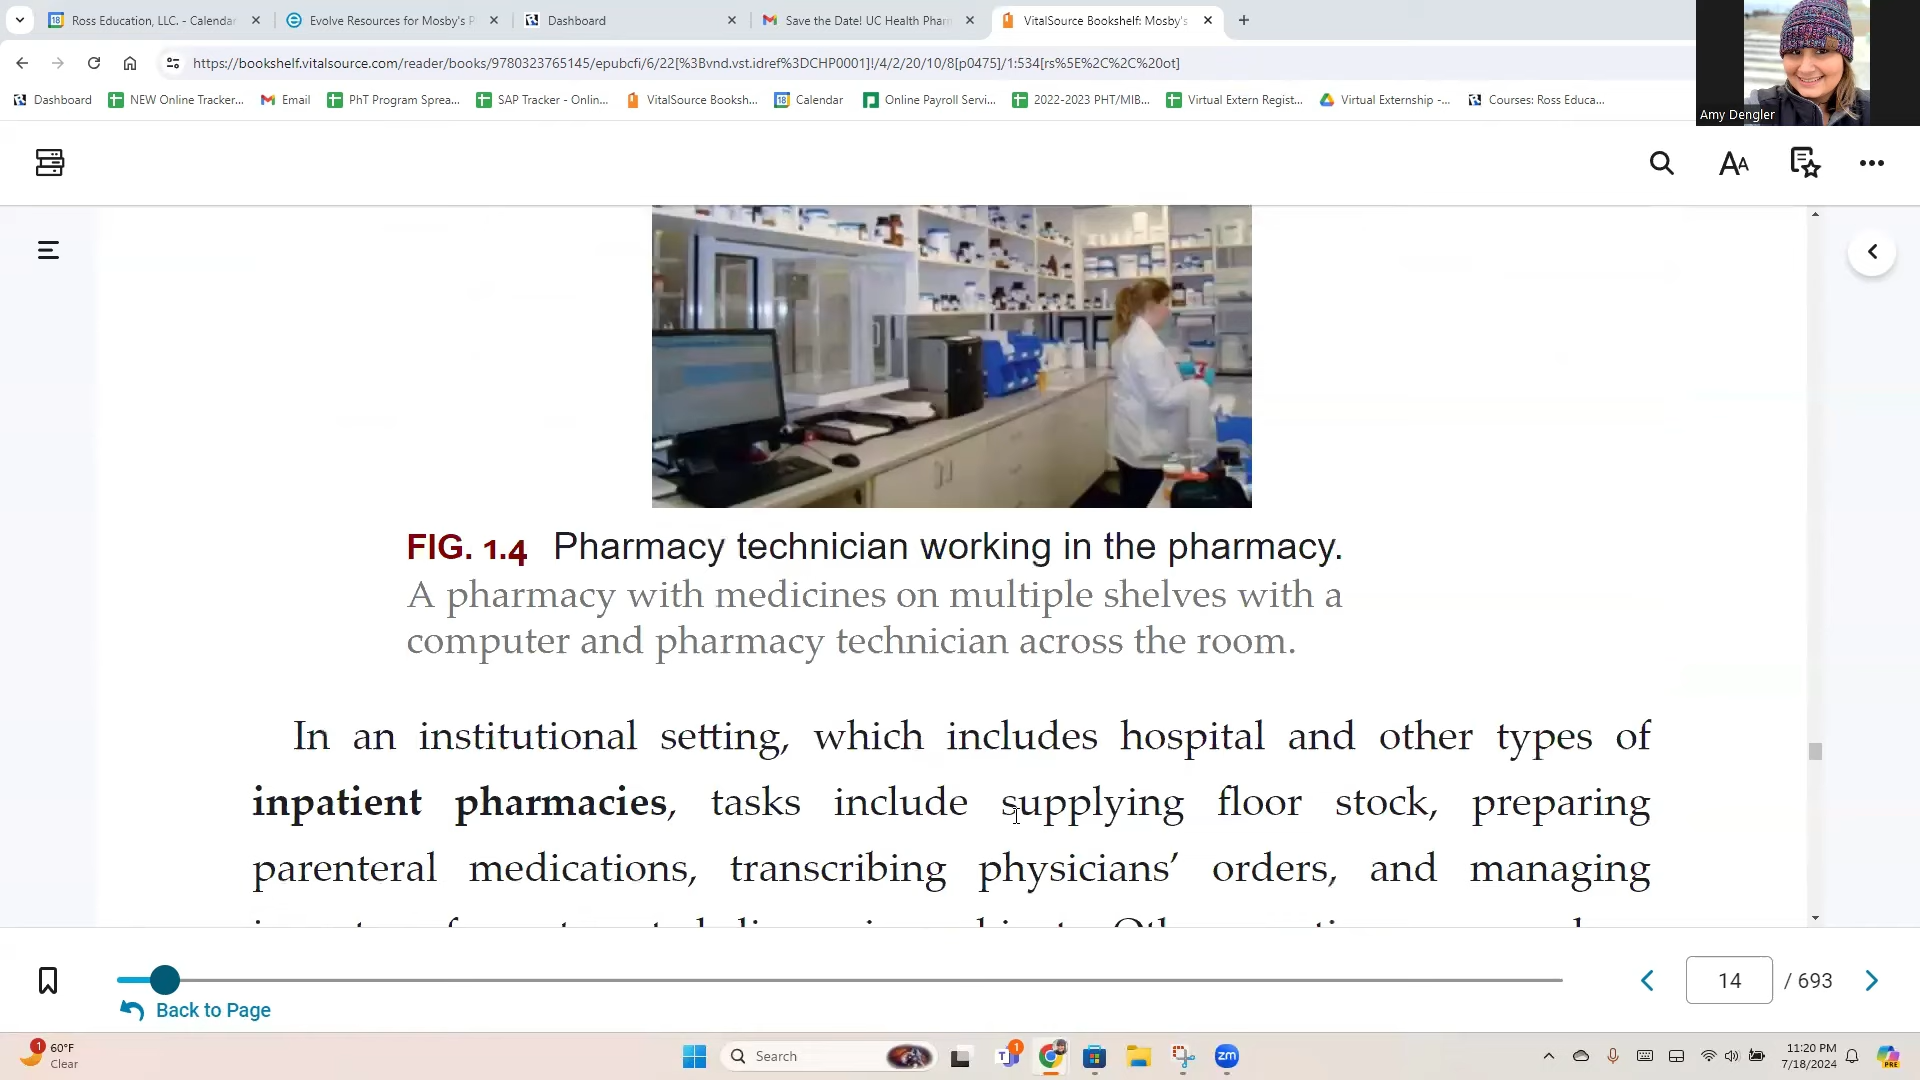 Ross Education, LLC. - Calendar
Evolve Resources for Mosby's P
Dashboard
Save the Date! UC Health Pharm
VitalSource Bookshelf: Mosby's
https://bookshelf.vitalsource.com/reader/books/9780323765145/epubcfi/6/22[%3Bvnd.vst.idref%3DCHP0001]!/4/2/20/10/8[p0475]/1:534[rs%5E%2C%2C%20ot]
Dashboard
NEW Online Tracker...
Email
PhT Program Sprea...
SAP Tracker - Onlin...
VitalSource Booksh...
Calendar
Online Payroll Servi...
2022-2023 PHT/MIB...
Virtual Extern Regist...
Virtual Externship -...
Courses: Ross Educa...
Amy Dengler
AA
FIG. 1.4 Pharmacy technician working in the pharmacy.
A pharmacy with medicines on multiple shelves with a
computer and pharmacy technician across the room.
In an institutional setting, which includes hospital and other types of
inpatient pharmacies, tasks include supplying floor stock, preparing
parenteral medications, transcribing physicians’ orders, and managing
14 / 693
Back to Page
1
60°F
Clear
Search
1
zm
11:20 PM
7/18/2024
PRE